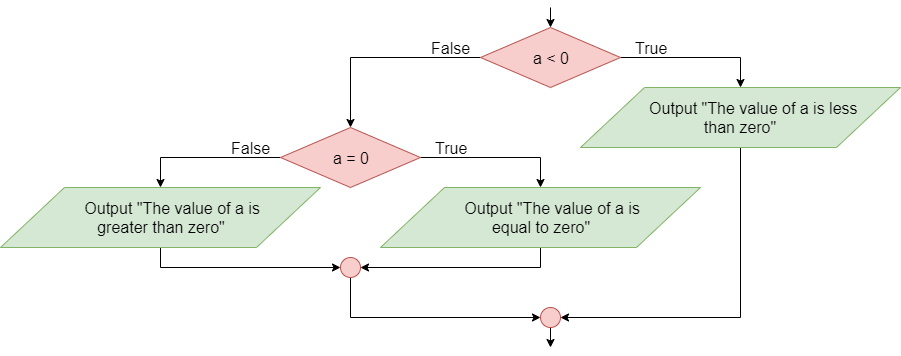 False
a < 0
True
Output "The value of a is less
than zero"
False
a = 0
True
Output "The value of a is
greater than zero"
Output "The value of a is
equal to zero"